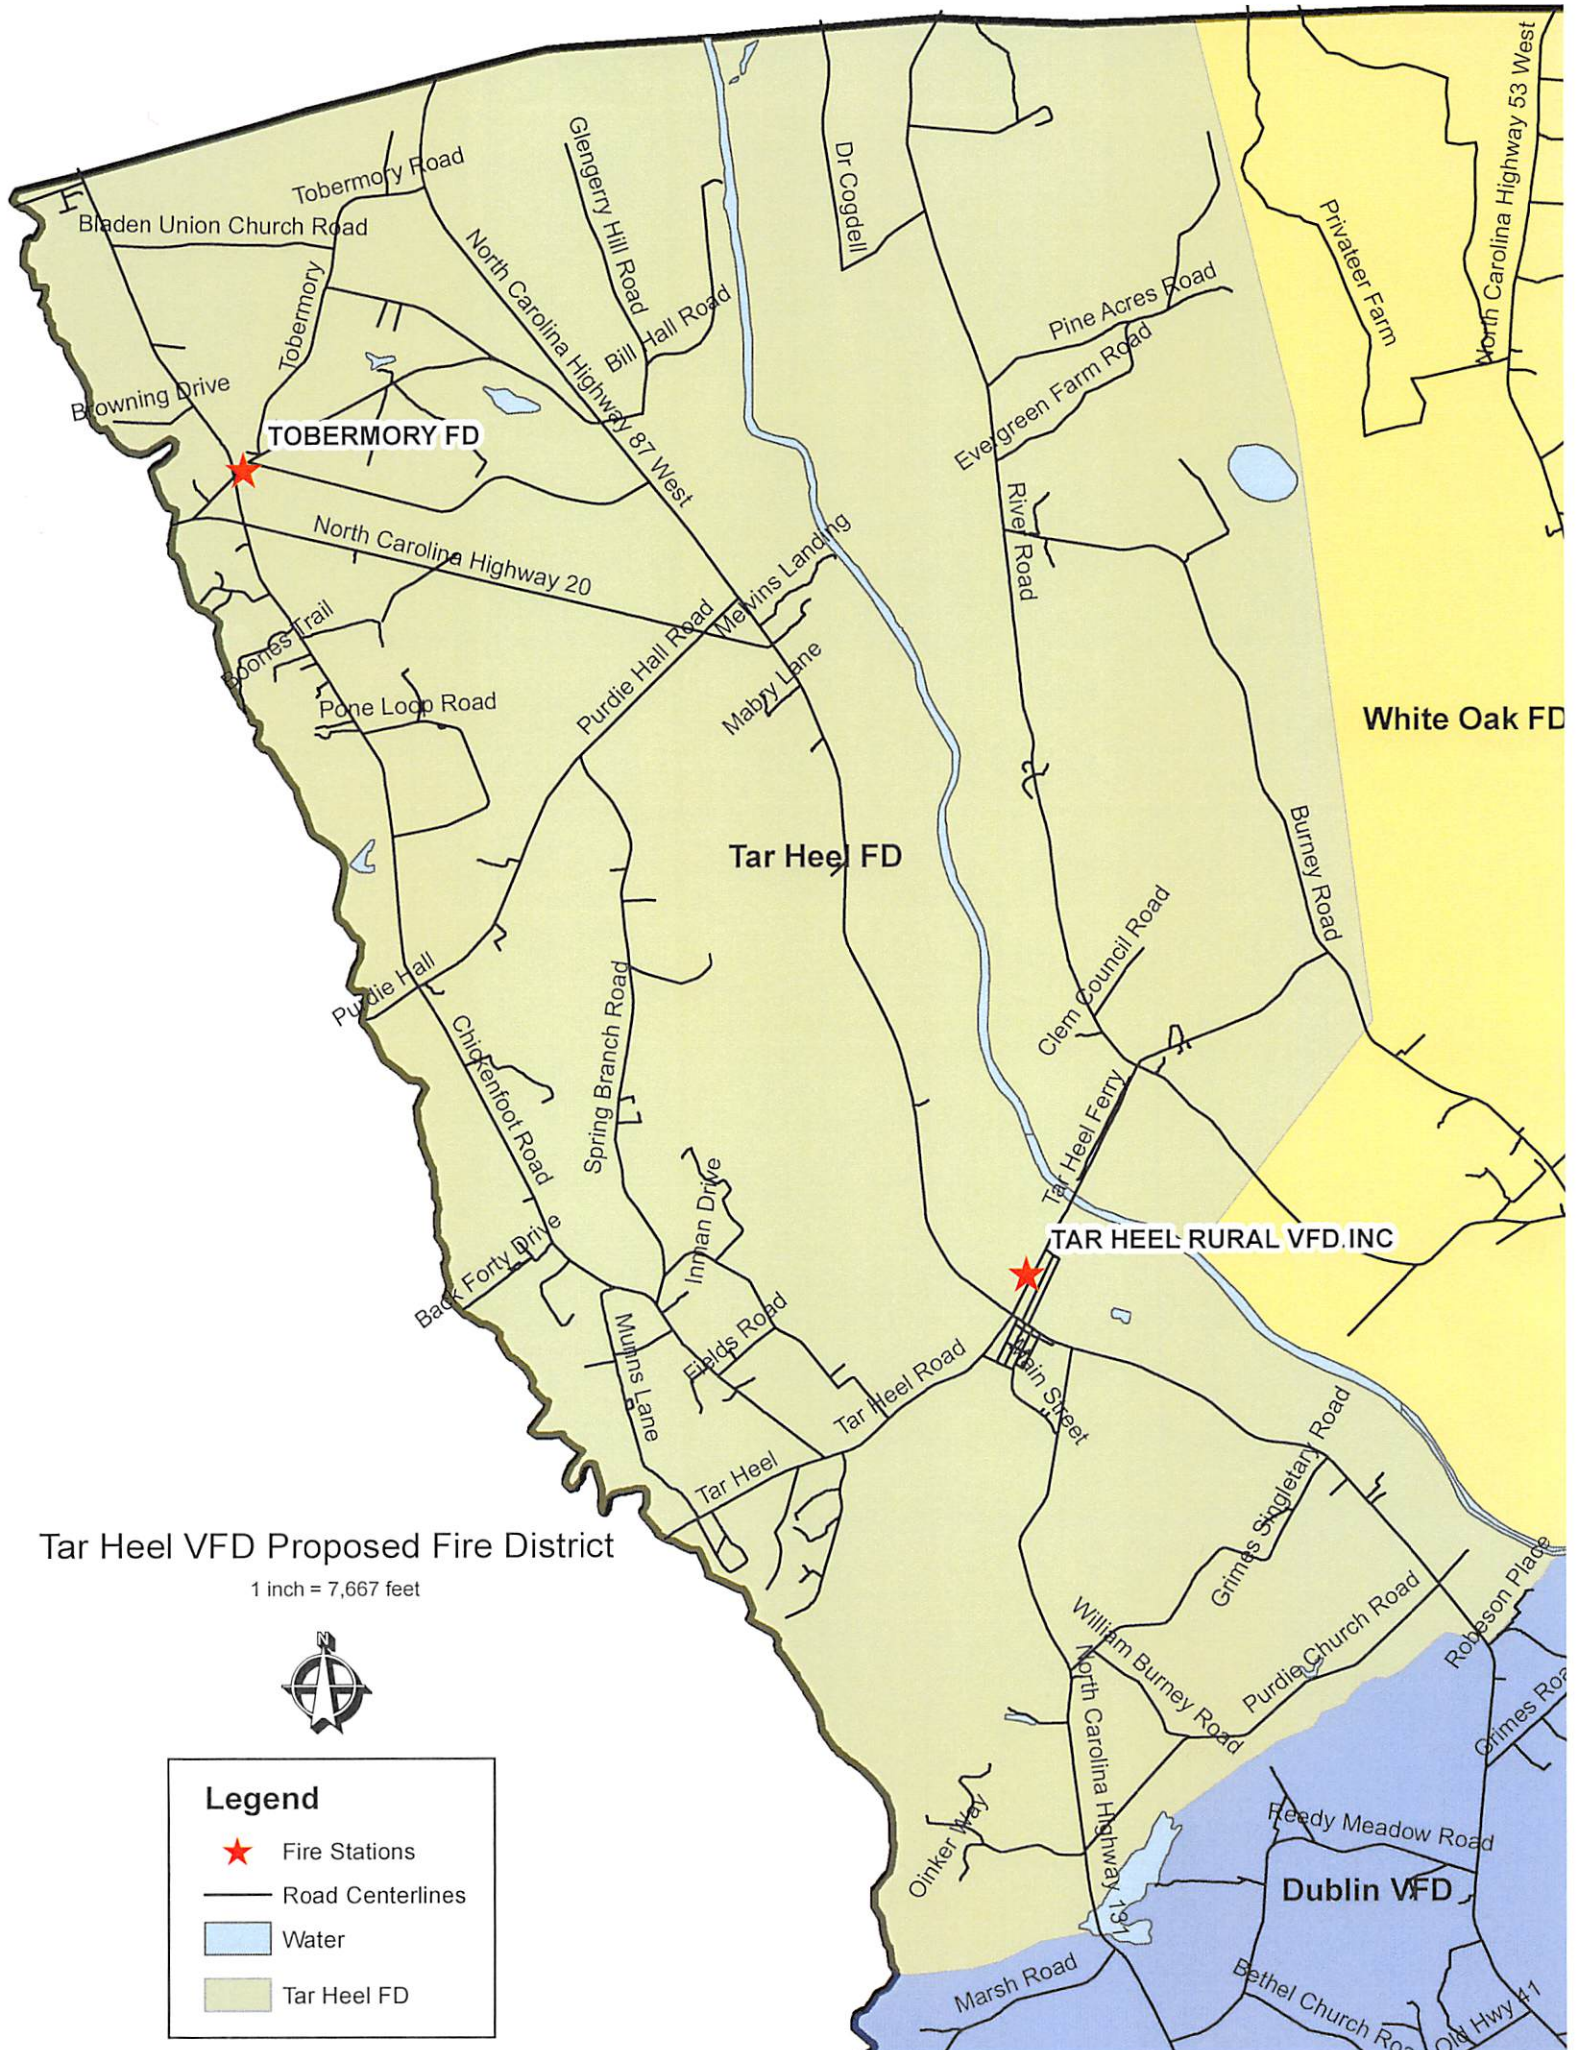 North Carolina Highway 53 West
Glengerry Hill Road
Dr Cogdell
Tobermory Road
Bladen Union Church Road
Privateer Farm
North Carolina Highway 87 West
Tobermory
Pine Acres Road
Bill Hall Road
Evergreen Farm Road
Browning Drive
TOBERMORY FD
River Road
North Carolina Highway 20
Melvins Landing
Boones Trail
Purdie Hall Road
Mabry Lane
Pone Loop Road
White Oak FD
Burney Road
Tar Heel FD
Clem Council Road
Purdie Hall
Spring Branch Road
Chickenfoot Road
Tar Heel Ferry
Inman Drive
Back Forty Drive
TAR HEEL RURAL VFD.INC
Munns Lane
Fields Road
Tar Heel Road
Main Street
Grimes Singletary Road
Tar Heel
Tar Heel VFD Proposed Fire District
1 inch = 7,667 feet
N
Robeson Place
William Burney Road
Purdie Church Road
North Carolina Highway 131
Grimes Roa
Legend
Fire Stations
Road Centerlines
Water
Tar Heel FD
Oinker Way
Reedy Meadow Road
Dublin VFD
Marsh Road
Bethel Church Roa
Old Hwy 41